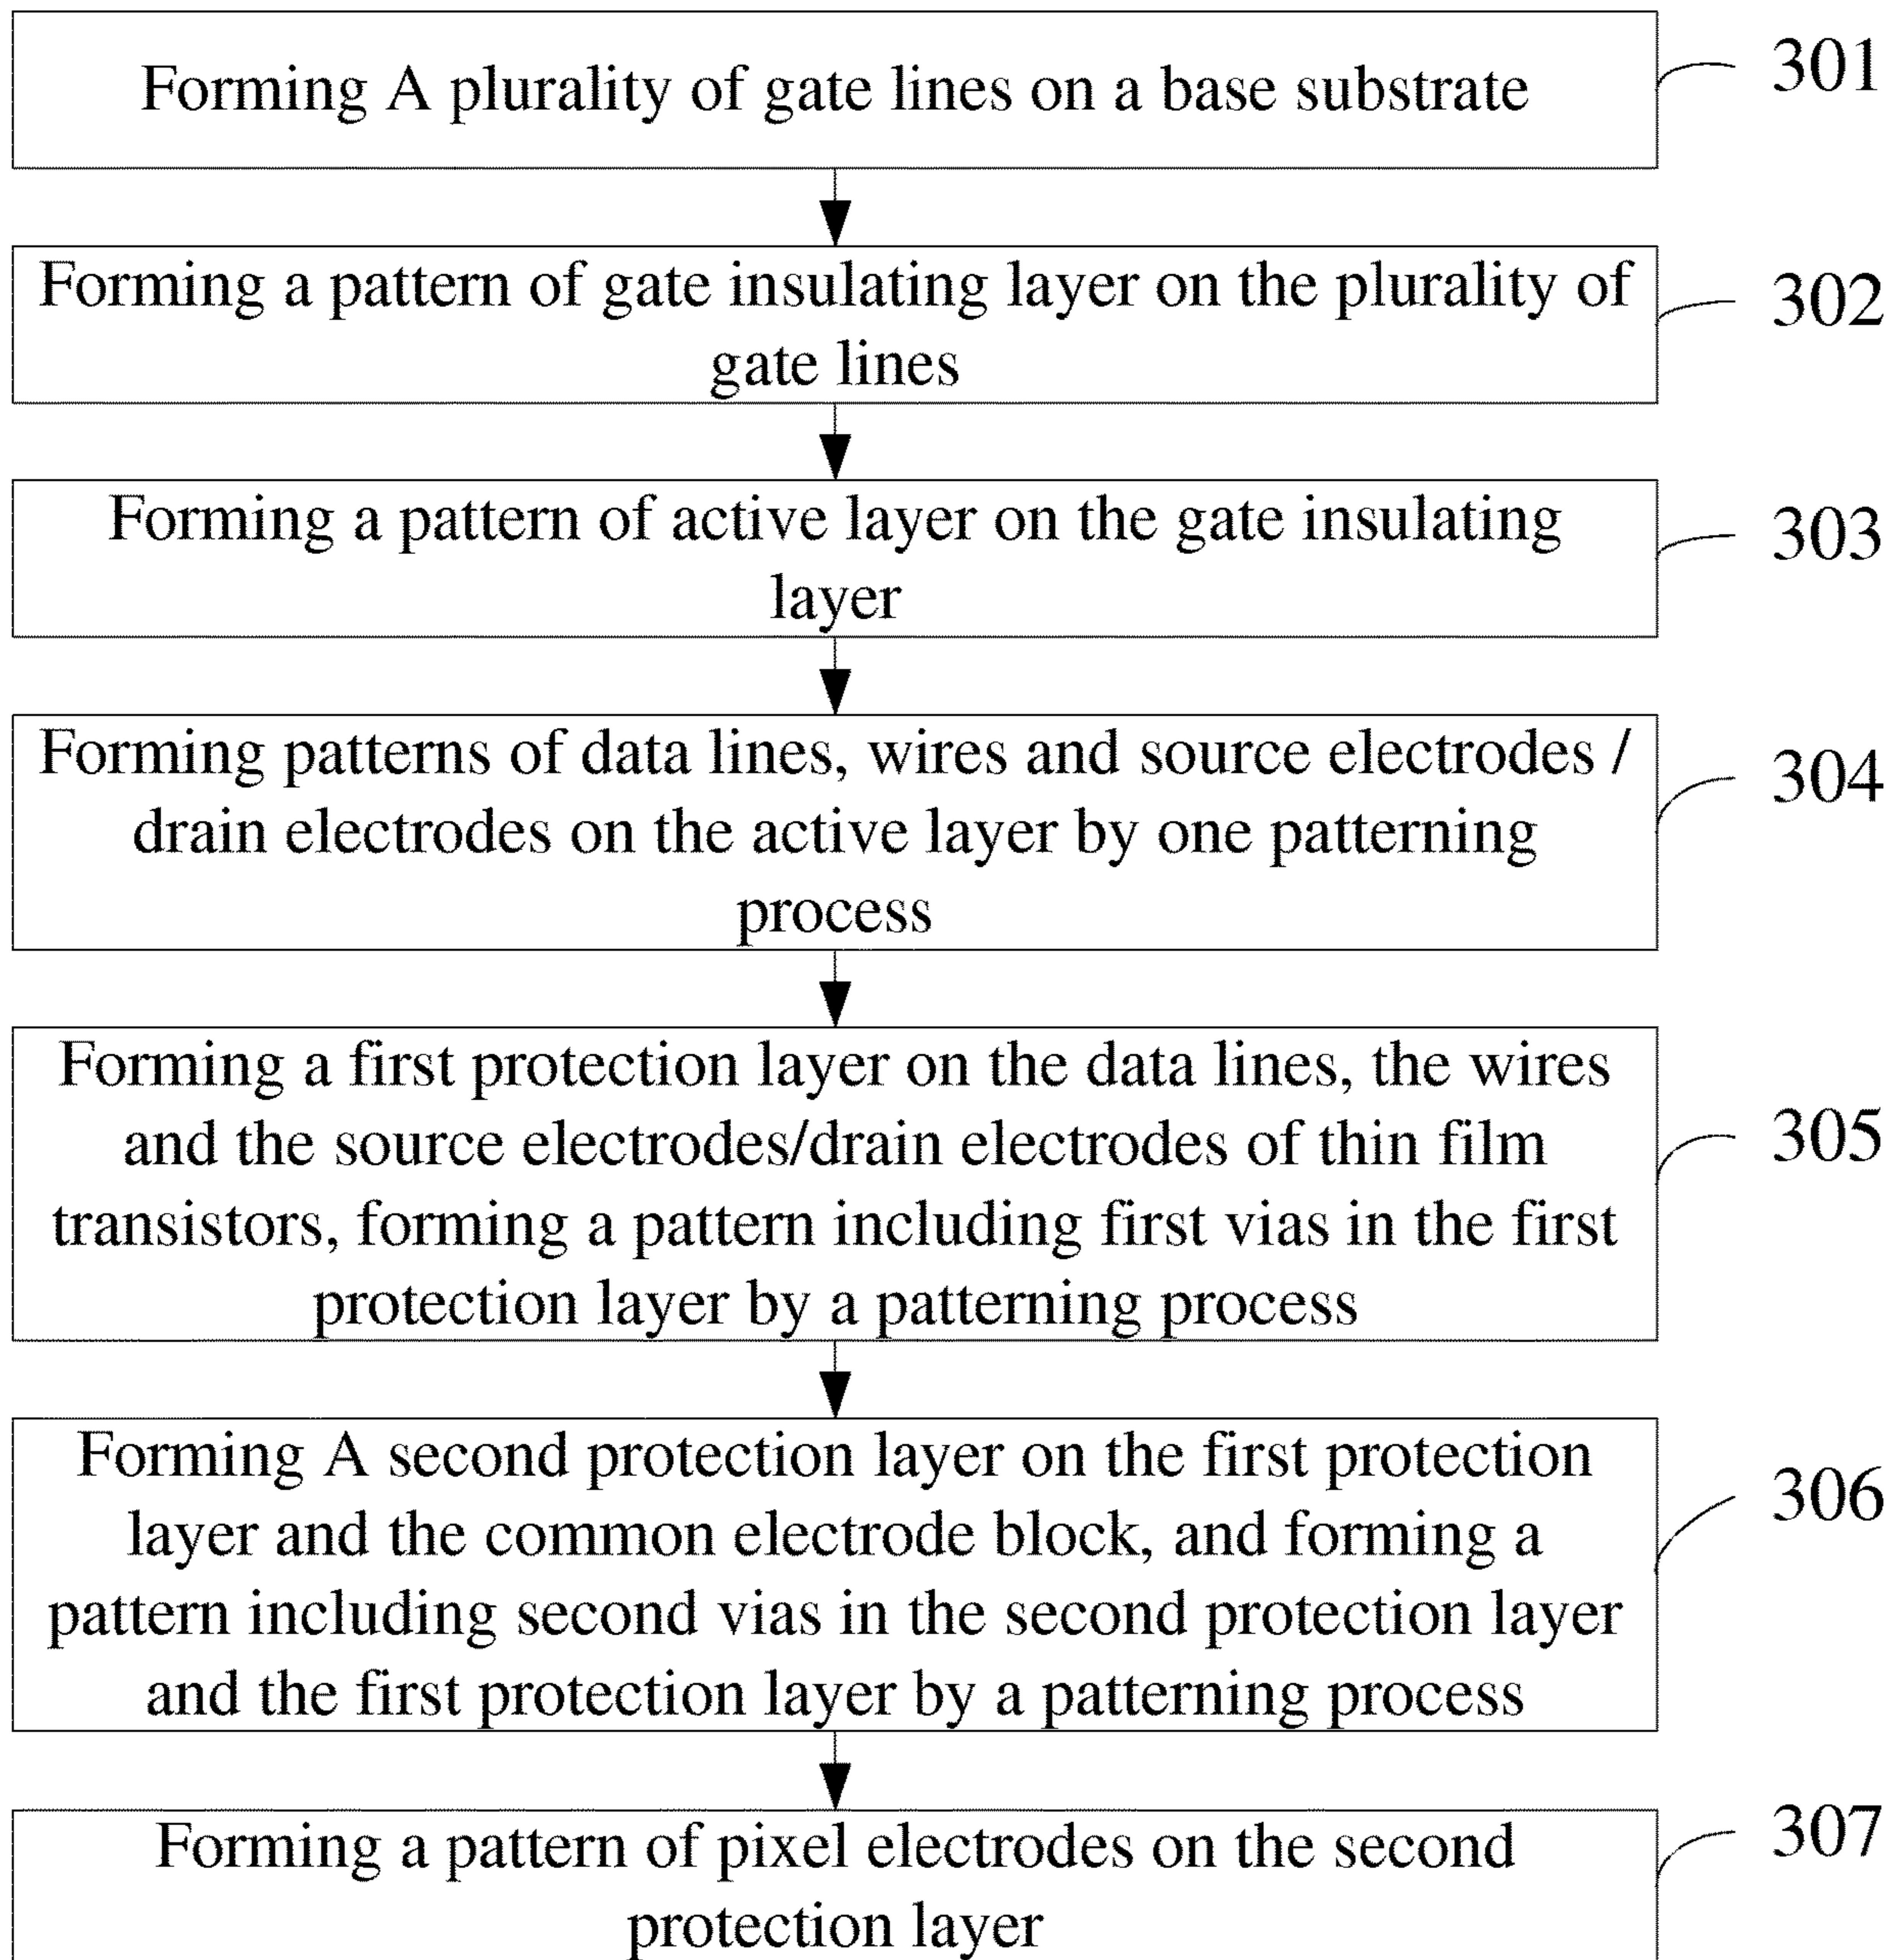 Forming A plurality of gate lines on a base substrate
301
Forming a pattern of gate insulating layer on the plurality of
gate lines
302
Forming a pattern of active layer on the gate insulating
layer
303
Forming patterns of data lines, wires and source electrodes /
drain electrodes on the active layer by one patterning
process
304
Forming a first protection layer on the data lines, the wires
and the source electrodes/drain electrodes of thin film
transistors, forming a pattern including first vias in the first
protection layer by a patterning process
305
Forming A second protection layer on the first protection
layer and the common electrode block, and forming a
pattern including second vias in the second protection layer
and the first protection layer by a patterning process
306
Forming a pattern of pixel electrodes on the second
protection layer
307